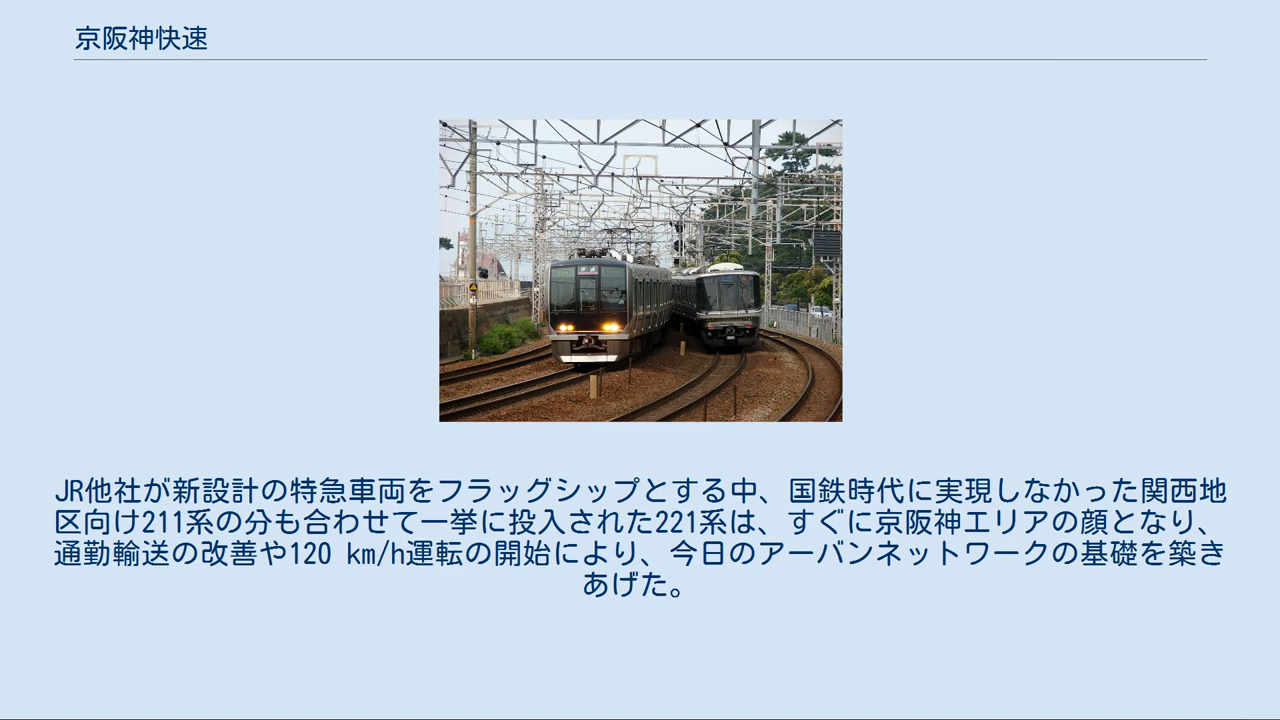 京阪神快速
JR他社が新設計の特急車両をフラッグシップとする中、国鉄時代に実現しなかった関西地
区向け211系の分も合わせて一挙に投入された221系は、すぐに京阪神エリアの顔となり、
通勤輸送の改善や120 km/h運転の開始により、今日のアーバンネットワークの基礎を築き
あげた。